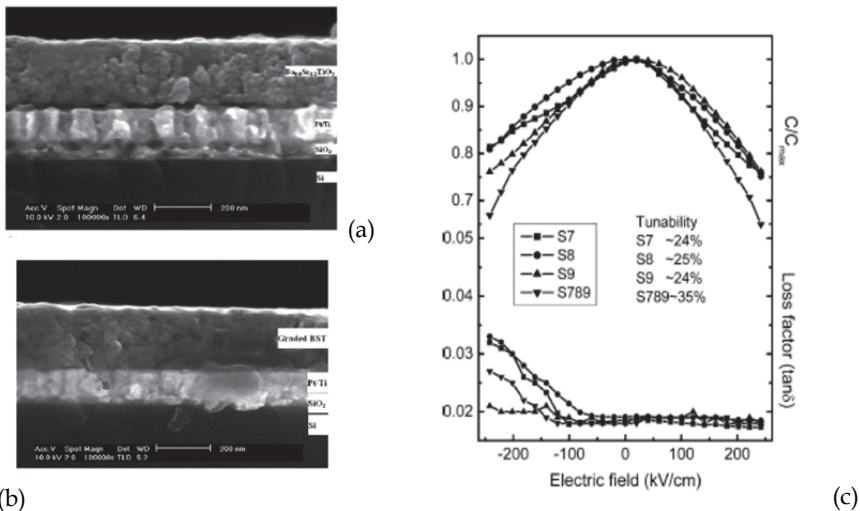 Pt/Ti
SiO₂
Si
Acc.V Spot Magn Det WD 200 nm
10.0 kV 2.0 100000x TLD 6.4
(a)
Graded BST
Pt/Ti
SiO₂
Si
Acc.V Spot Magn Det WD 200 nm
10.0 kV 2.0 100000x TLD 5.2
(b)
1.0
0.9
0.8
0.7
0.05
0.04
0.03
0.02
C/Cmax
Loss factor (tanδ)
S7
S8
S9
S789
Tunability
S7 ~24%
S8 ~25%
S9 ~24%
S789~35%
-200 -100 0 100 200
Electric field (kV/cm)
(c)